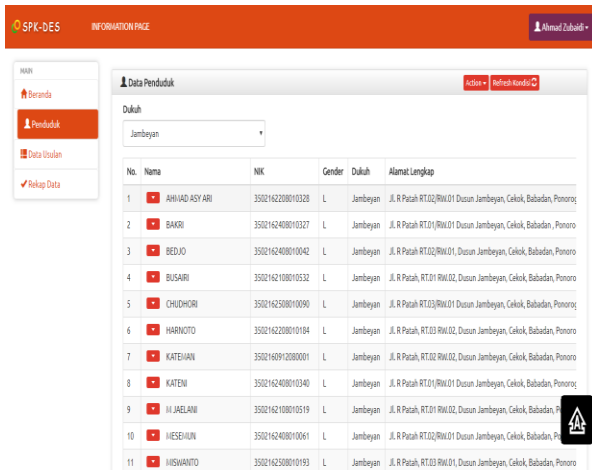 SPK-DES INFORMATION PAGE Ahmad Zubaidi
MAIN
Beranda
Penduduk
Data Usulan
Rekap Data
Data Penduduk Action Refresh Kondisi
Dukuh
Jambeyan
No. Nama NIK Gender Dukuh Alamat Lengkap
1 AHMAD ASY ARI 3502162208010328 L Jambeyan Jl. R Patah RT.02/RW.01 Dusun Jambeyan, Cekok, Babadan, Ponorog
2 BAKRI 3502162408010327 L Jambeyan Jl. R Patah RT.01/RW.01 Dusun Jambeyan, Cekok, Babadan , Ponoro
3 BEDJO 3502162408010042 L Jambeyan Jl. R Patah RT.02/RW.01, Dusun Jambeyan, Cekok, Babadan, Ponoro
4 BUSAIRI 3502162108010532 L Jambeyan Jl. R Patah, RT.01 RW.02, Dusun Jambeyan, Cekok, Babadan, Ponoro
5 CHUDHORI 3502162508010090 L Jambeyan Jl. R Patah RT.03/RW.01 Dusun Jambeyan, Cekok, Babadan, Ponorog
6 HARNOTO 3502162208010184 L Jambeyan Jl. R Patah, RT.03 RW.02, Dusun Jambeyan, Cekok, Babadan, Ponoro
7 KATEMAN 3502160912080001 L Jambeyan Jl. R Patah, RT.02 RW.02, Dusun Jambeyan, Cekok, Babadan, Ponoro
8 KATENI 3502162408010340 L Jambeyan Jl. R Patah RT.01/RW.01 Dusun Jambeyan, Cekok, Babadan, Ponorog
9 M JAELANI 3502162108010519 L Jambeyan Jl. R Patah, RT.01 RW.02, Dusun Jambeyan, Cekok, Babadan, P
10 MESEMUN 3502162408010061 L Jambeyan Jl. R Patah RT.02/RW.01, Dusun Jambeyan, Cekok, Babadan, Po
11 MISWANTO 3502162508010193 L Jambeyan Jl. R Patah, RT.03 RW.01, Dusun Jambeyan, Cekok, Babadan, Ponoro